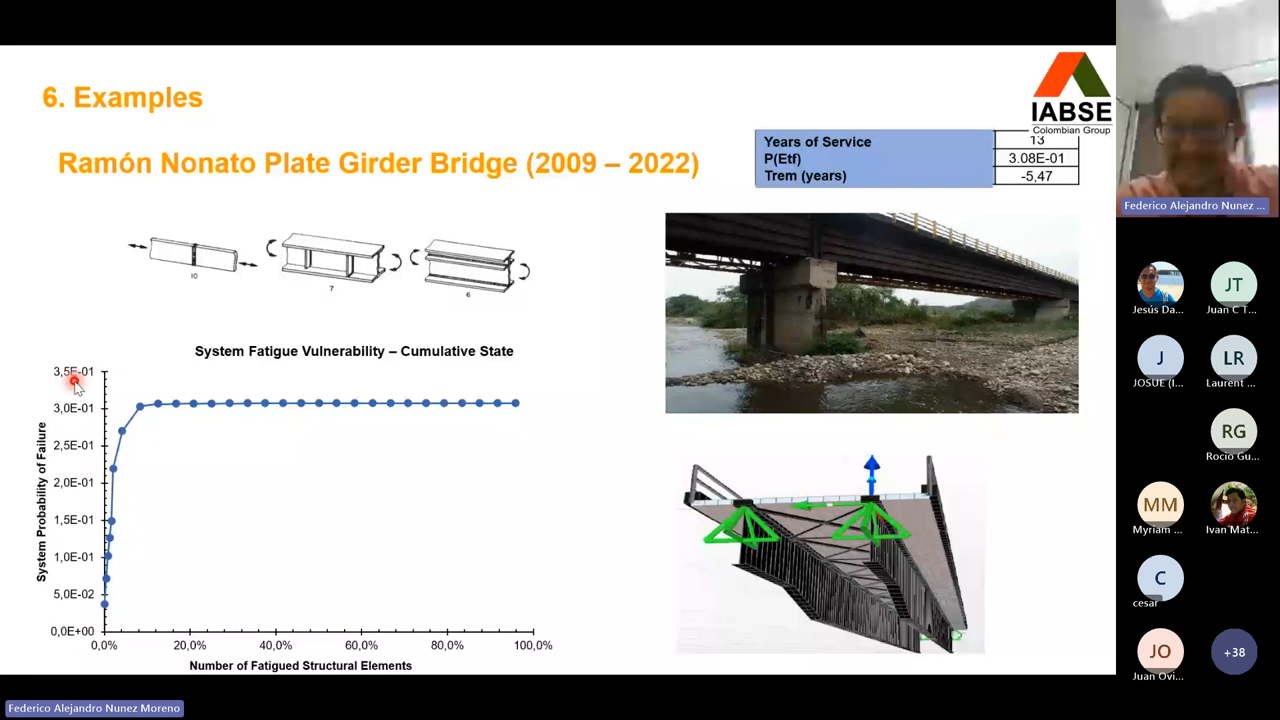 6. Examples
IABSE
Colombian Group
Ramón Nonato Plate Girder Bridge (2009 – 2022)
Years of Service 13
P(Etf) 3.08E-01
Trem (years) -5,47
Federico Alejandro Nunez ...
10
7
6
System Fatigue Vulnerability – Cumulative State
System Probability of Failure
3,5E-01
3,0E-01
2,5E-01
2,0E-01
1,5E-01
1,0E-01
5,0E-02
0,0E+00
0,0% 20,0% 40,0% 60,0% 80,0% 100,0%
Number of Fatigued Structural Elements
Jesús Da...
JT
Juan C T...
J
JOSUE (I...
LR
Laurent ...
RG
Rocio Gu...
MM
Myriam ...
Ivan Mat...
C
cesar
JO
Juan Ovi...
+38
Federico Alejandro Nunez Moreno